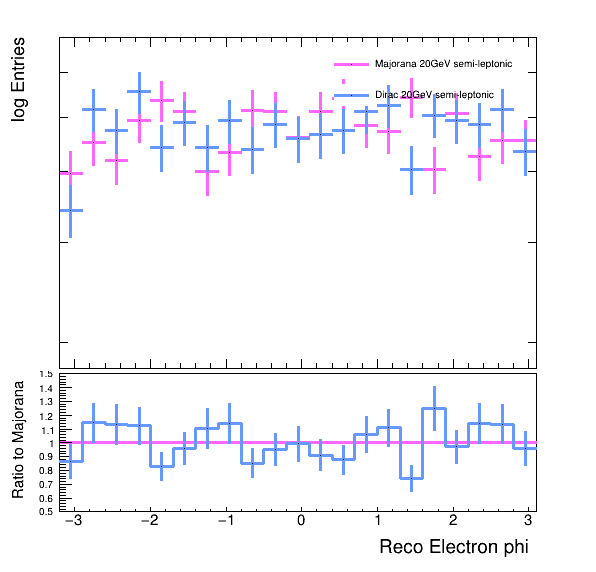 log Entries
Majorana 20GeV semi-leptonic
Dirac 20GeV semi-leptonic
Ratio to Majorana
1.5
1.4
1.3
1.2
1.1
1
0.9
0.8
0.7
0.6
0.5
−3 −2 −1 0 1 2 3
Reco Electron phi